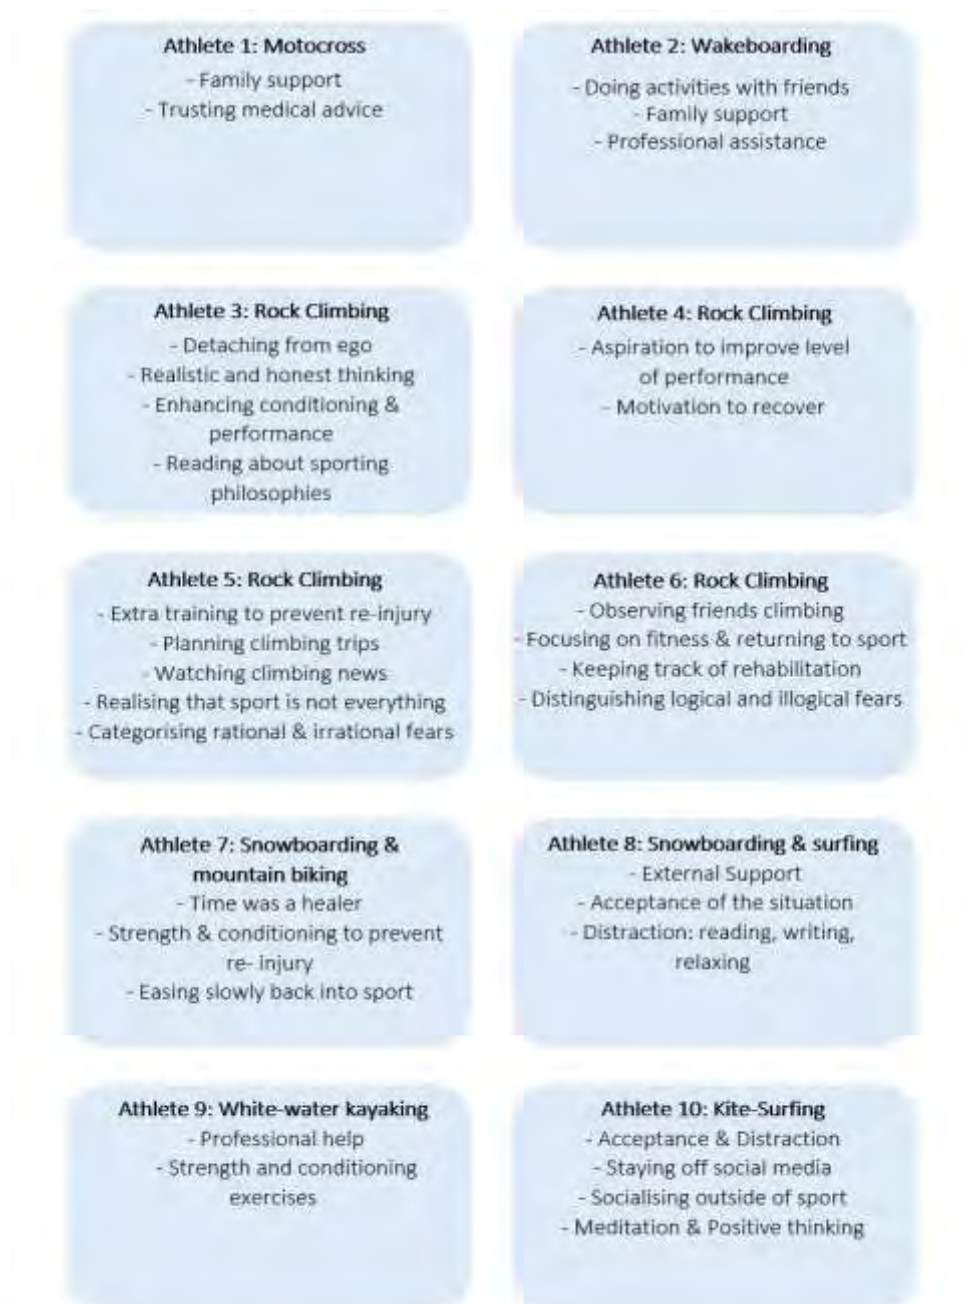 Athlete 1: Motocross
- Family support
- Trusting medical advice
Athlete 2: Wakeboarding
- Doing activities with friends
- Family support
- Professional assistance
Athlete 3: Rock Climbing
- Detaching from ego
- Realistic and honest thinking
- Enhancing conditioning &
performance
- Reading about sporting
philosophies
Athlete 4: Rock Climbing
- Aspiration to improve level
of performance
- Motivation to recover
Athlete 5: Rock Climbing
- Extra training to prevent re-injury
- Planning climbing trips
- Watching climbing news
- Realising that sport is not everything
- Categorising rational & irrational fears
Athlete 6: Rock Climbing
- Observing friends climbing
- Focusing on fitness & returning to sport
- Keeping track of rehabilitation
- Distinguishing logical and illogical fears
Athlete 7: Snowboarding &
mountain biking
- Time was a healer
- Strength & conditioning to prevent
re- injury
- Easing slowly back into sport
Athlete 8: Snowboarding & surfing
- External Support
- Acceptance of the situation
- Distraction: reading, writing,
relaxing
Athlete 9: White-water kayaking
- Professional help
- Strength and conditioning
exercises
Athlete 10: Kite-Surfing
- Acceptance & Distraction
- Staying off social media
- Socialising outside of sport
- Meditation & Positive thinking